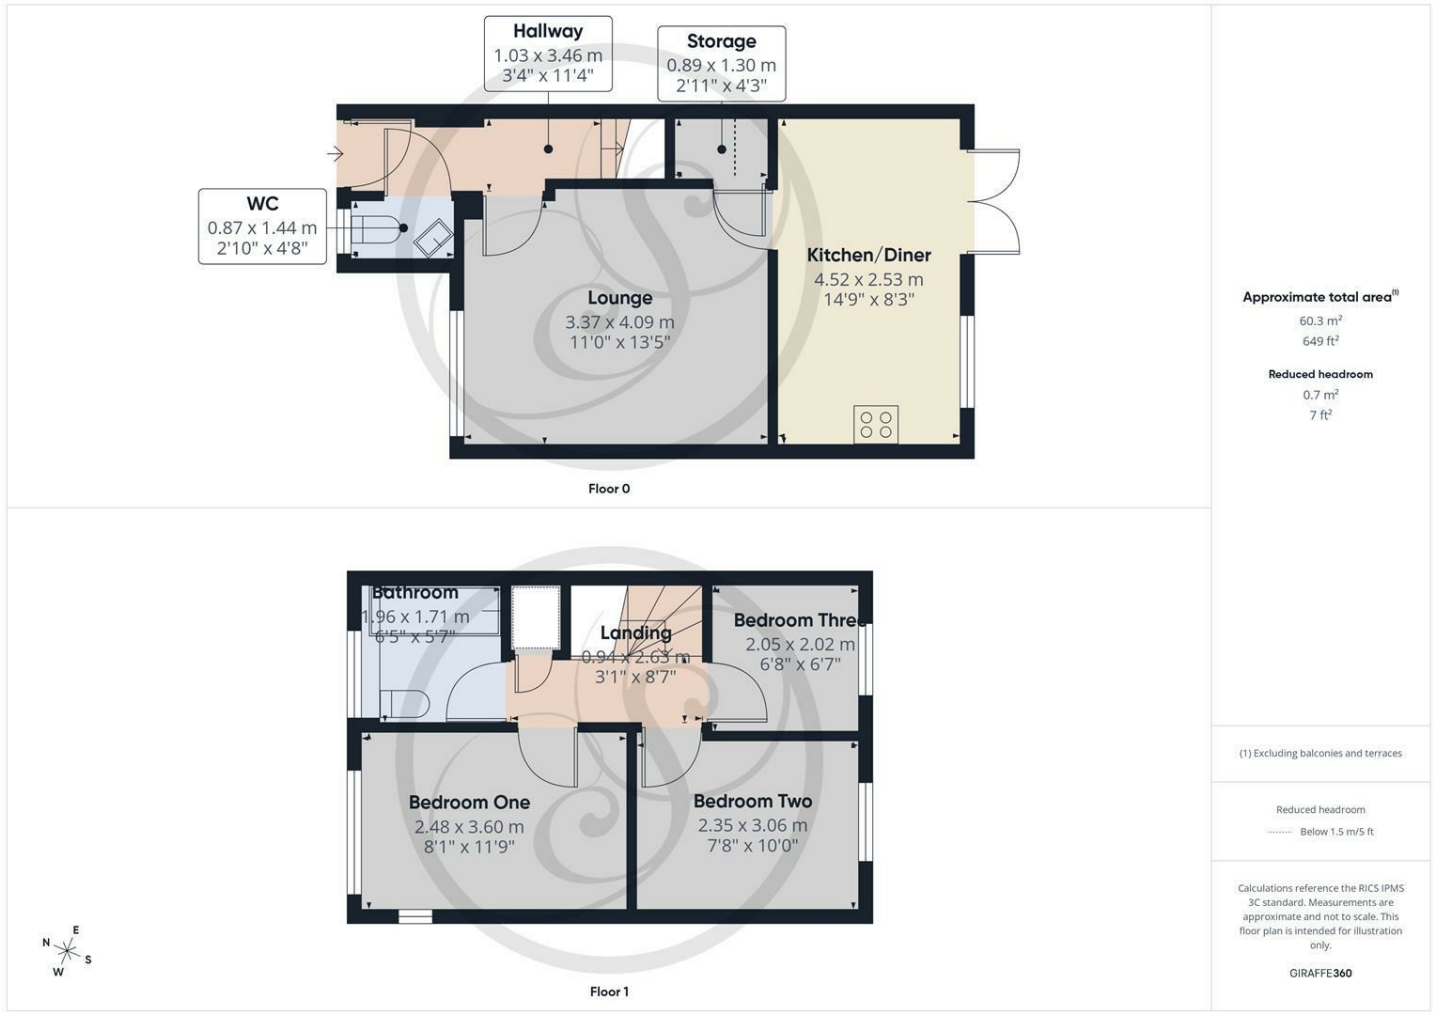 Hallway
1.03 x 3.46 m
3'4" x 11'4"
Storage
0.89 x 1.30 m
2'11" x 4'3"
WC
0.87 x 1.44 m
2'10" x 4'8"
Kitchen/Diner
4.52 x 2.53 m
14'9" x 8'3"
Lounge
3.37 x 4.09 m
11'0" x 13'5"
Floor 0
Bathroom
1.96 x 1.71 m
6'5" x 5'7"
Landing
0.94 x 2.63 m
3'1" x 8'7"
Bedroom Three
2.05 x 2.02 m
6'8" x 6'7"
Bedroom One
2.48 x 3.60 m
8'1" x 11'9"
Bedroom Two
2.35 x 3.06 m
7'8" x 10'0"
E
N
S
W
Floor 1
Approximate total area(1)
60.3 m²
649 ft²
Reduced headroom
0.7 m²
7 ft²
(1) Excluding balconies and terraces
Reduced headroom
Below 1.5 m/5 ft
Calculations reference the RICS IPMS
3C standard. Measurements are
approximate and not to scale. This
floor plan is intended for illustration
only.
GIRAFFE360